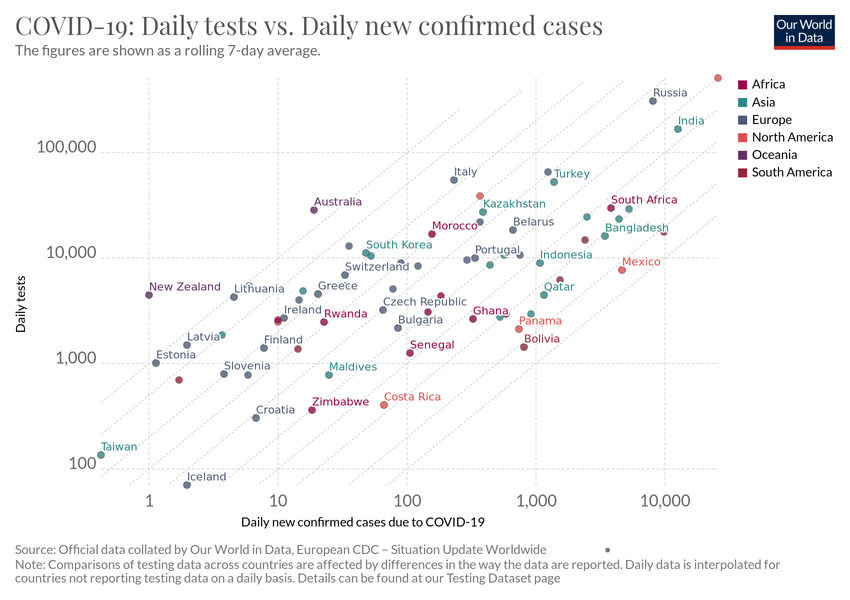 COVID-19: Daily tests vs. Daily new confirmed cases
The figures are shown as a rolling 7-day average.
Our World
in Data
Africa
Asia
Europe
North America
Oceania
South America
Daily tests
100,000
10,000
1,000
100
Russia
India
Italy
Turkey
Australia
Kazakhstan
South Africa
Morocco
Belarus
Bangladesh
South Korea
Portugal
Indonesia
Switzerland
Mexico
New Zealand
Lithuania
Greece
Qatar
Czech Republic
Ireland
Rwanda
Ghana
Bulgaria
Panama
Latvia
Finland
Bolivia
Senegal
Estonia
Slovenia
Maldives
Costa Rica
Zimbabwe
Croatia
Taiwan
Iceland
1
10
100
1,000
10,000
Daily new confirmed cases due to COVID-19
Source: Official data collated by Our World in Data, European CDC – Situation Update Worldwide
Note: Comparisons of testing data across countries are affected by differences in the way the data are reported. Daily data is interpolated for
countries not reporting testing data on a daily basis. Details can be found at our Testing Dataset page